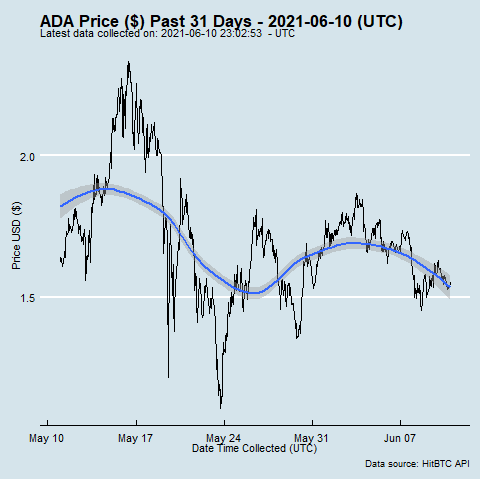 ADA Price ($) Past 31 Days - 2021-06-10 (UTC)
Latest data collected on: 2021-06-10 23:02:53 - UTC
2.0
1.5
Price USD ($)
May 10 May 17 May 24 May 31 Jun 07
Date Time Collected (UTC)
Data source: HitBTC API